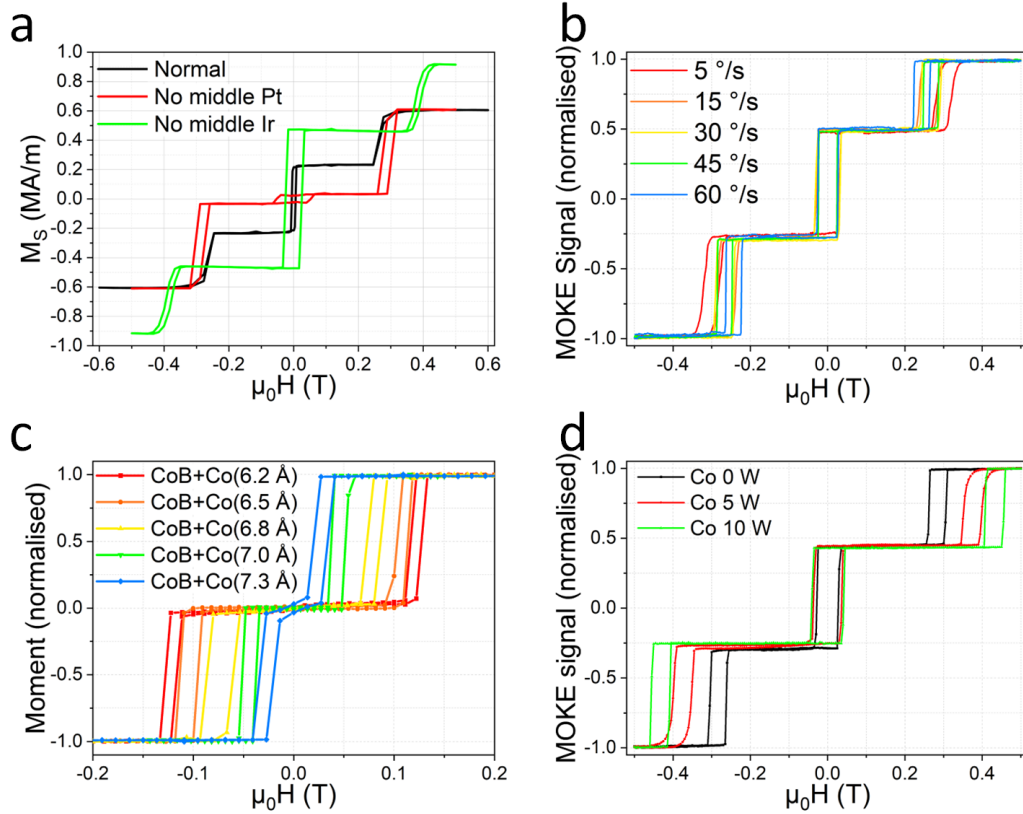 a
M_S (MA/m)
1.0
0.8
0.6
0.4
0.2
0.0
-0.2
-0.4
-0.6
-0.8
-1.0
Normal
No middle Pt
No middle Ir
-0.6 -0.4 -0.2 0.0 0.2 0.4 0.6
μ₀H (T)
b
MOKE Signal (normalised)
1.0
0.5
0.0
-0.5
-1.0
5 °/s
15 °/s
30 °/s
45 °/s
60 °/s
-0.4 -0.2 0.0 0.2 0.4
μ₀H (T)
c
Moment (normalised)
1.0
0.5
0.0
-0.5
-1.0
CoB+Co(6.2 Å)
CoB+Co(6.5 Å)
CoB+Co(6.8 Å)
CoB+Co(7.0 Å)
CoB+Co(7.3 Å)
-0.2 -0.1 0.0 0.1 0.2
μ₀H (T)
d
MOKE signal (normalised)
1.0
0.5
0.0
-0.5
-1.0
Co 0 W
Co 5 W
Co 10 W
-0.4 -0.2 0.0 0.2 0.4
μ₀H (T)